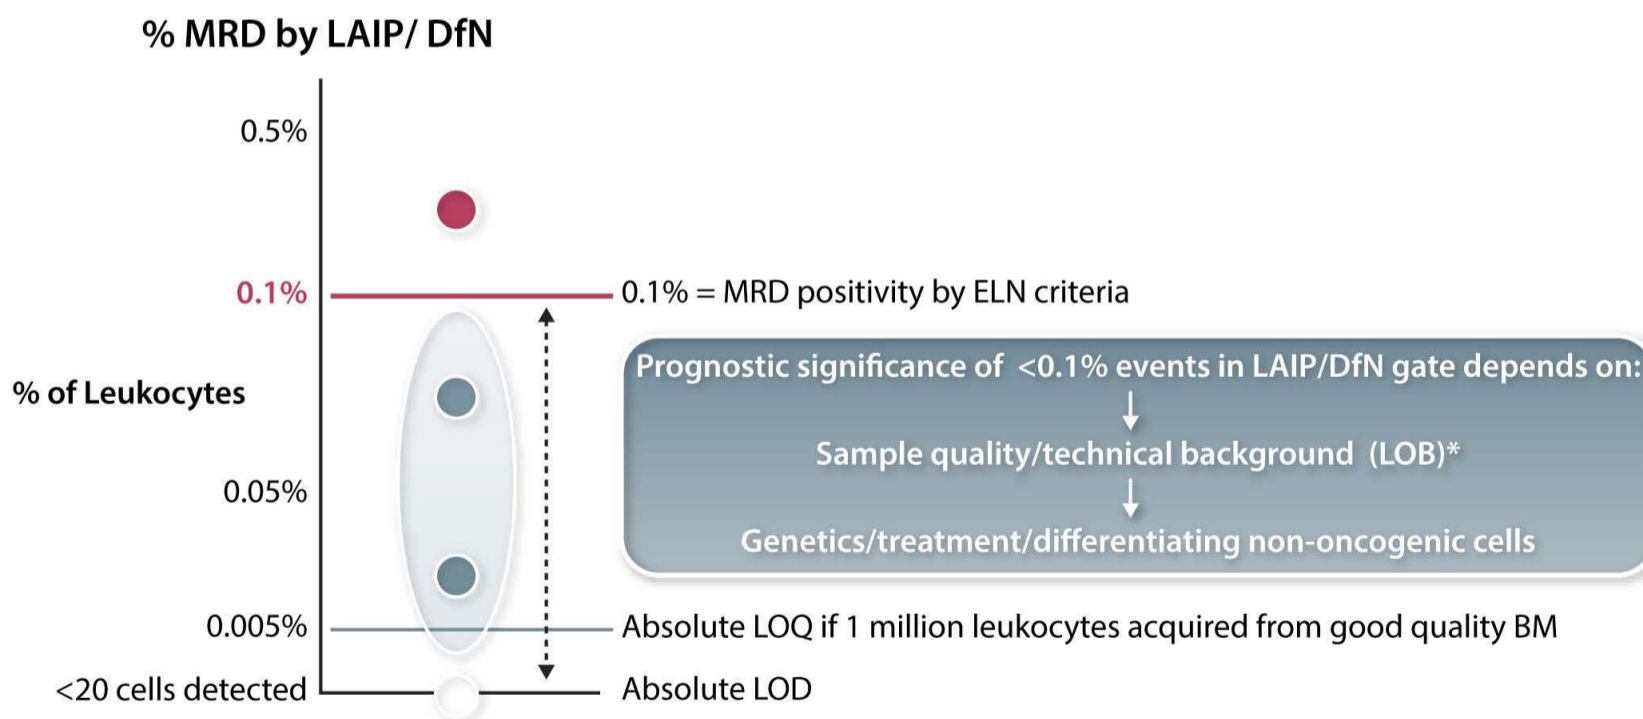 % MRD by LAIP/ DfN
0.5%
0.1%
0.1% = MRD positivity by ELN criteria
Prognostic significance of <0.1% events in LAIP/DfN gate depends on:
% of Leukocytes
Sample quality/technical background (LOB)*
0.05%
Genetics/treatment/differentiating non-oncogenic cells
0.005%
Absolute LOQ if 1 million leukocytes acquired from good quality BM
<20 cells detected
Absolute LOD